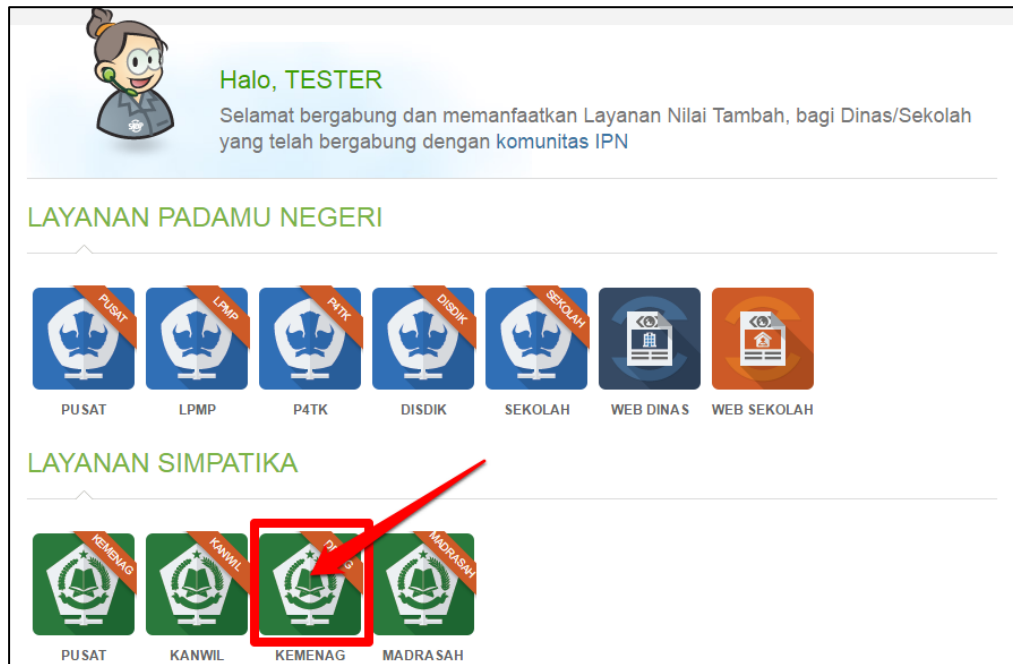 Halo, TESTER
Selamat bergabung dan memanfaatkan Layanan Nilai Tambah, bagi Dinas/Sekolah
yang telah bergabung dengan komunitas IPN
LAYANAN PADAMU NEGERI
PUSAT LPMP P4TK DISDIK SEKOLAH
PUSAT LPMP P4TK DISDIK SEKOLAH WEB DINAS WEB SEKOLAH
LAYANAN SIMPATIKA
KEMENAG KANWIL MADRASAH
PUSAT KANWIL KEMENAG MADRASAH